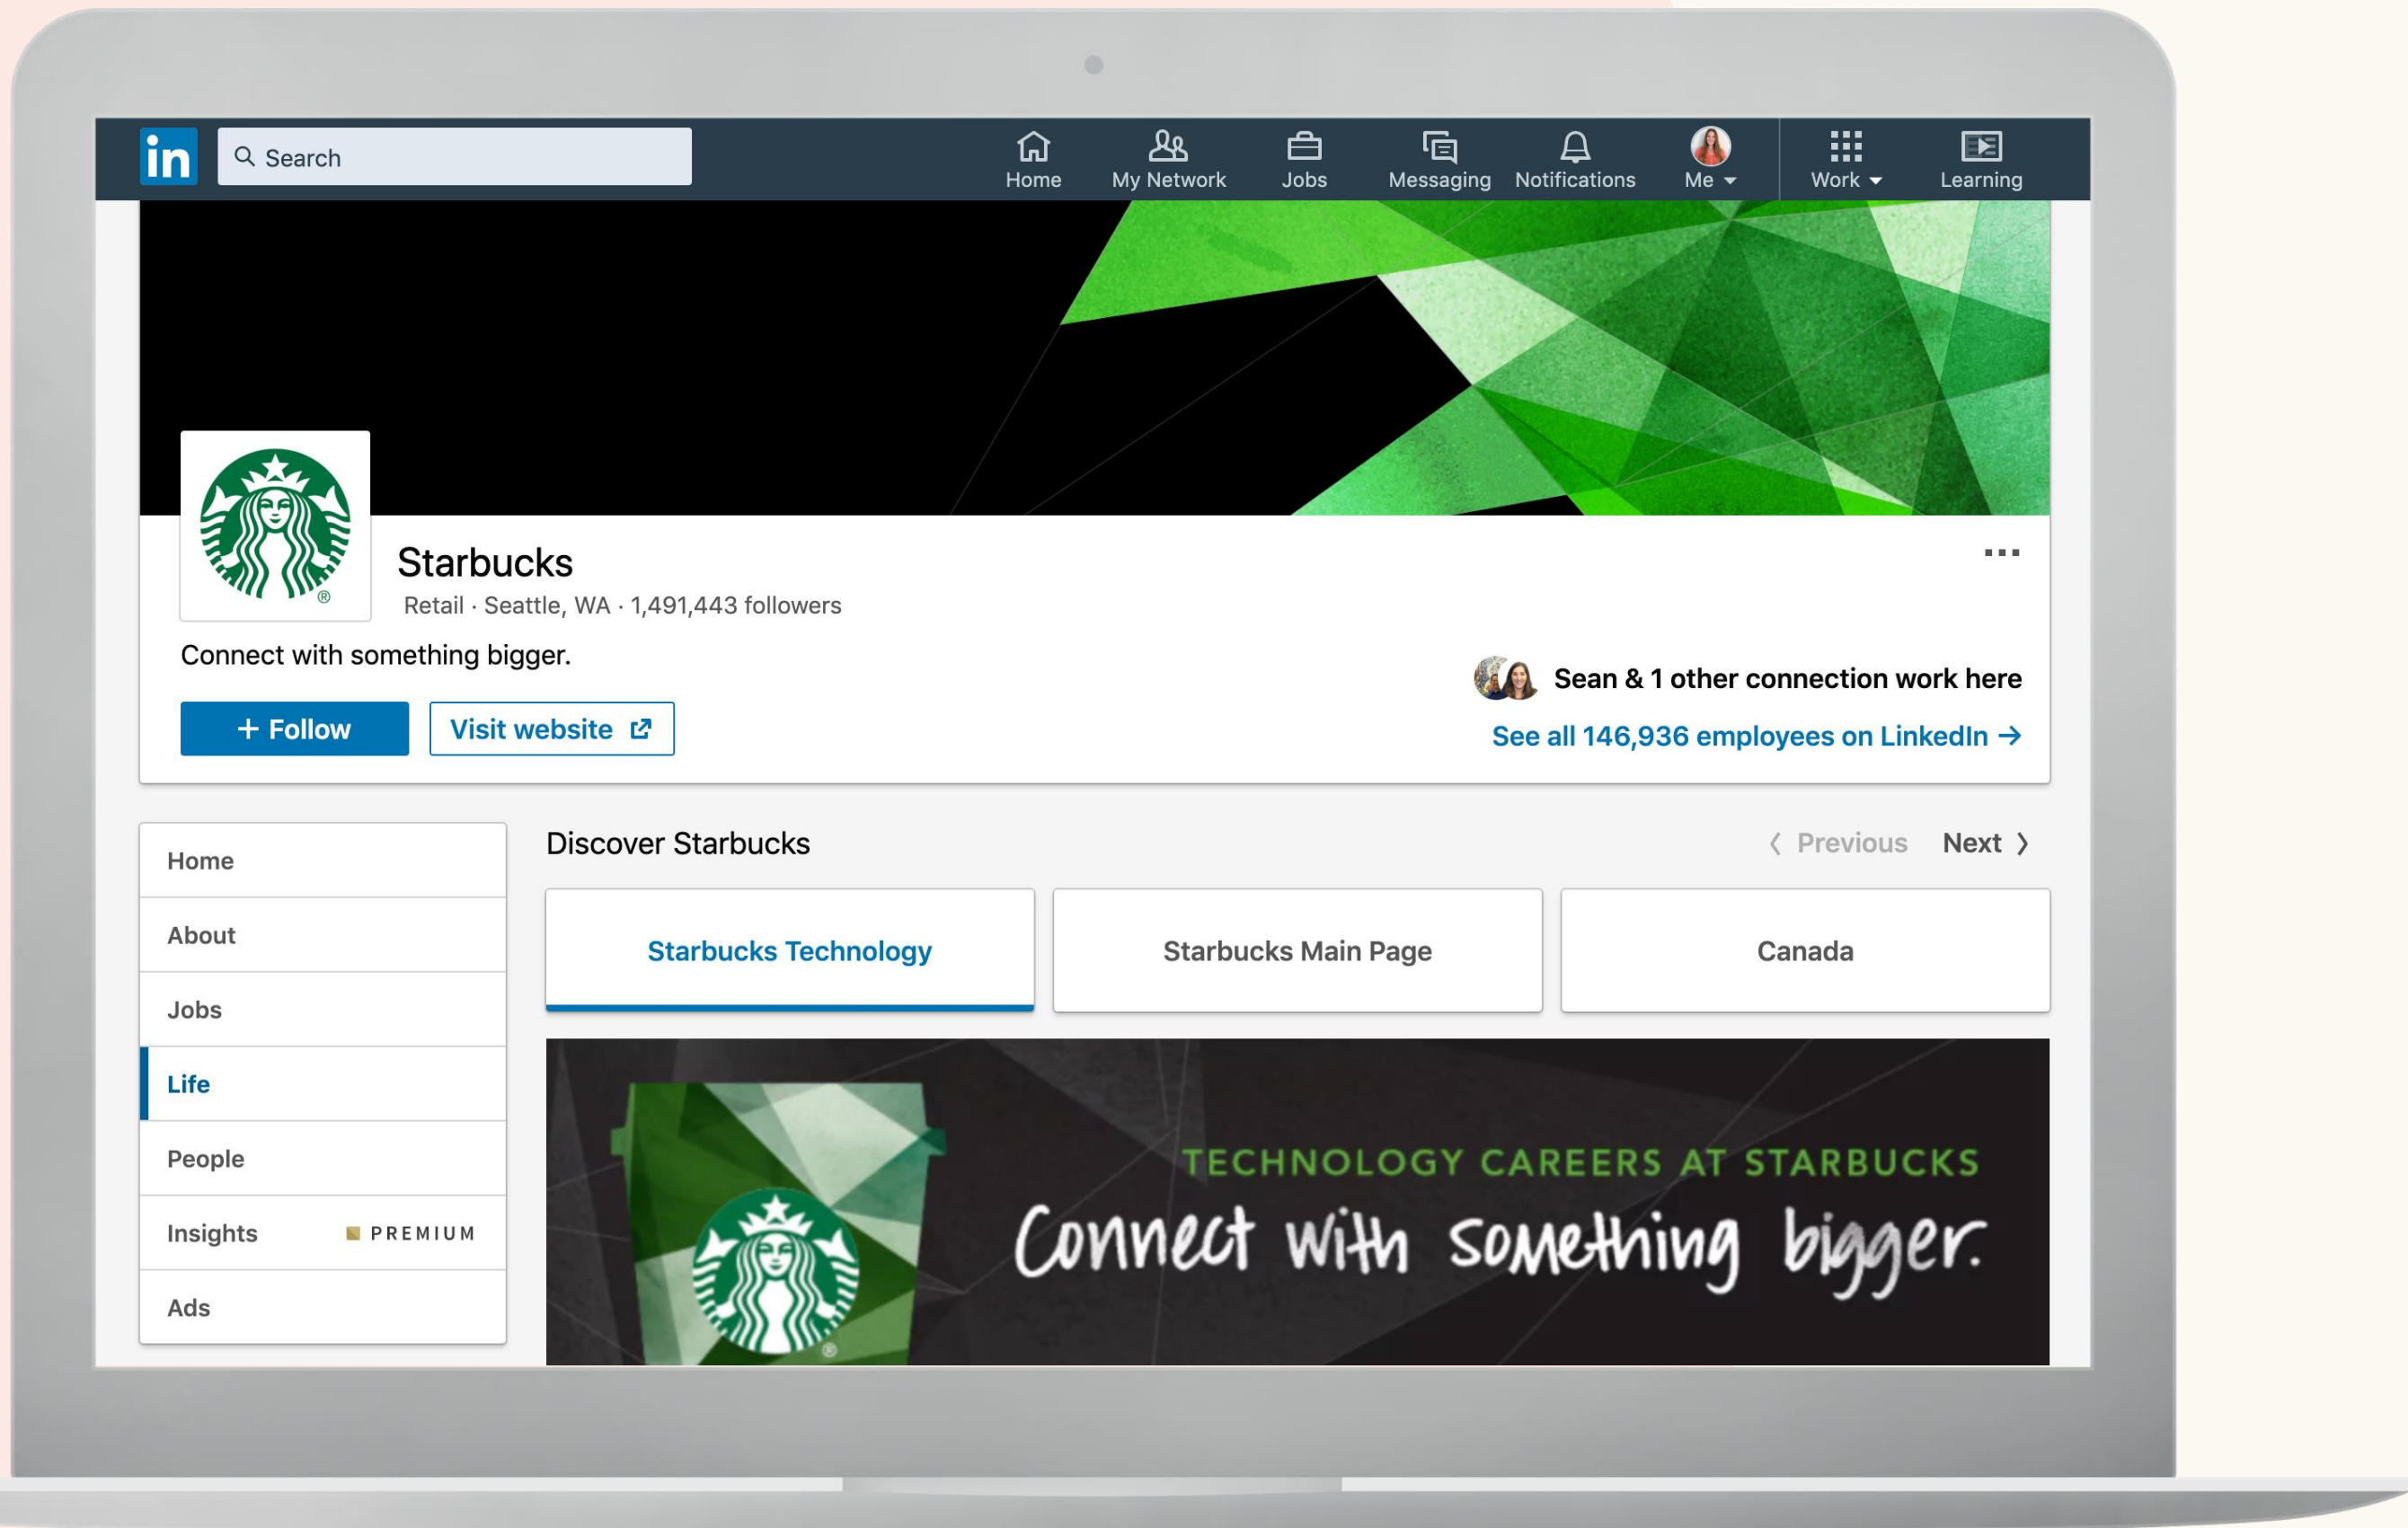 in
Search
Home
My Network
Jobs
Messaging
Notifications
Me
Work
Learning
Starbucks
Retail · Seattle, WA · 1,491,443 followers
Connect with something bigger.
+ Follow
Visit website
Sean & 1 other connection work here
See all 146,936 employees on LinkedIn →
Home
About
Jobs
Life
People
Insights PREMIUM
Ads
Discover Starbucks
Previous
Next
Starbucks Technology
Starbucks Main Page
Canada
TECHNOLOGY CAREERS AT STARBUCKS
Connect with something bigger.